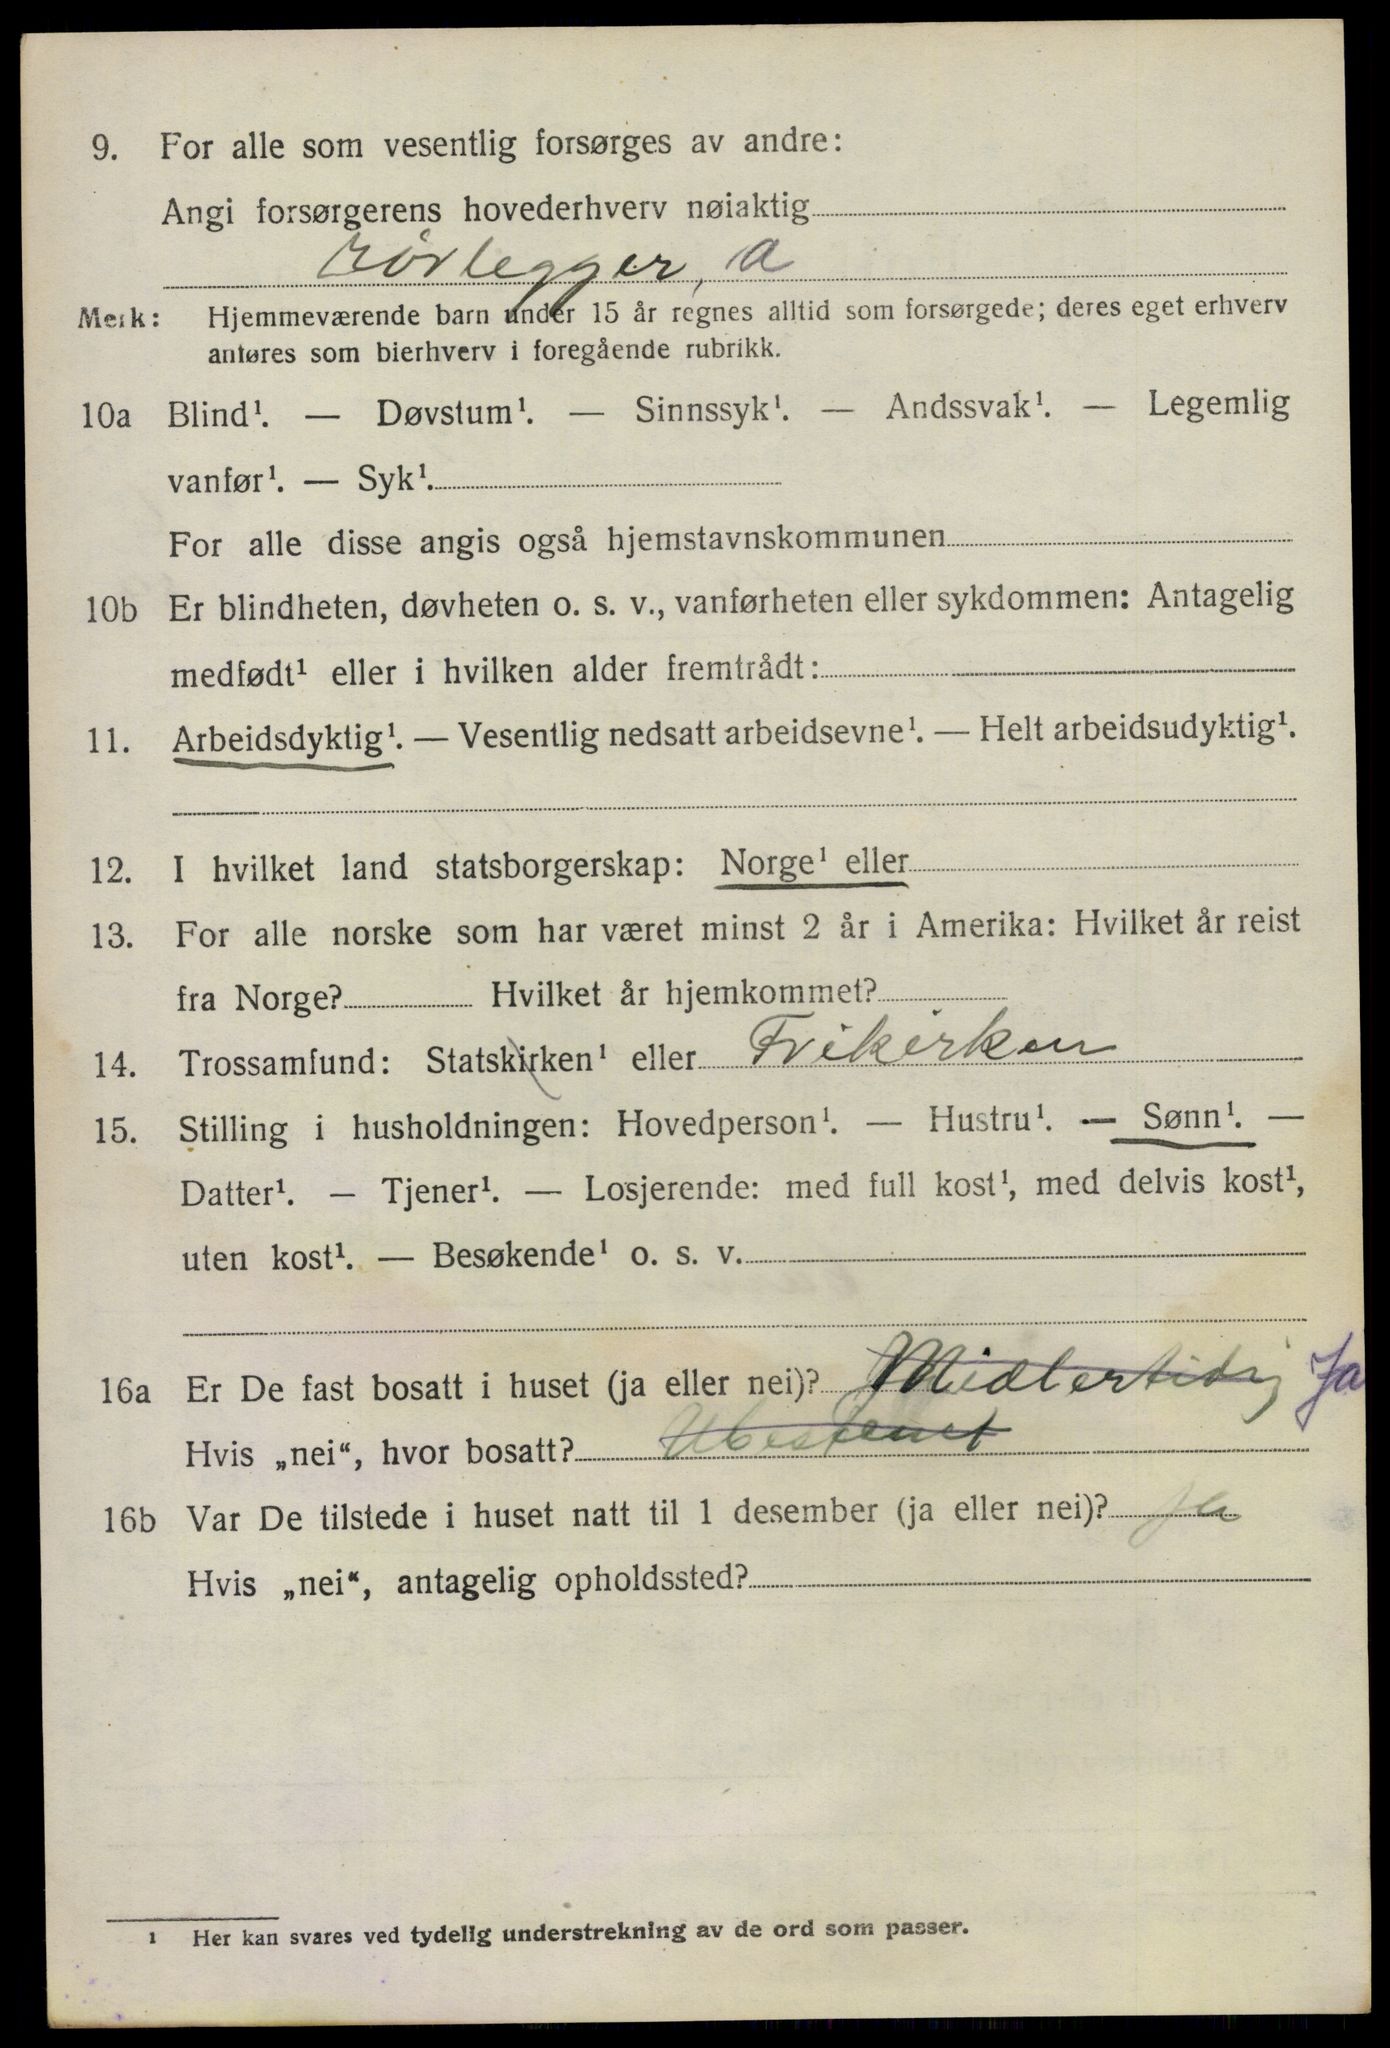 9. For alle som vesentlig forsørges av andre:
Angi forsørgerens hovederhverv nøiaktig
rørlegger, a
Merk: Hjemmeværende barn under 15 år regnes alltid som forsørgede; deres eget erhverv
anføres som bierhverv i foregående rubrikk.
10a Blind¹. — Døvstum¹. — Sinnssyk¹. — Andssvak¹. — Legemlig
vanfør¹. — Syk¹.
For alle disse angis også hjemstavnskommunen
10b Er blindheten, døvheten o. s. v., vanførheten eller sykdommen: Antagelig
medfødt¹ eller i hvilken alder fremtrådt:
11. Arbeidsdyktig¹. — Vesentlig nedsatt arbeidsevne¹. — Helt arbeidsudyktig¹.
12. I hvilket land statsborgerskap: Norge¹ eller
13. For alle norske som har været minst 2 år i Amerika: Hvilket år reist
fra Norge? Hvilket år hjemkommet?
14. Trossamfund: Statskirken¹ eller Frikirken
15. Stilling i husholdningen: Hovedperson¹. — Hustru¹. — Sønn¹. —
Datter¹. — Tjener¹. — Losjerende: med full kost¹, med delvis kost¹,
uten kost¹. — Besøkende¹ o. s. v.
16a Er De fast bosatt i huset (ja eller nei)? Midlertidig Ja
Hvis „nei“, hvor bosatt? Ubestemt
16b Var De tilstede i huset natt til 1 desember (ja eller nei)? Ja
Hvis „nei“, antagelig opholdssted?
1 Her kan svares ved tydelig understrekning av de ord som passer.